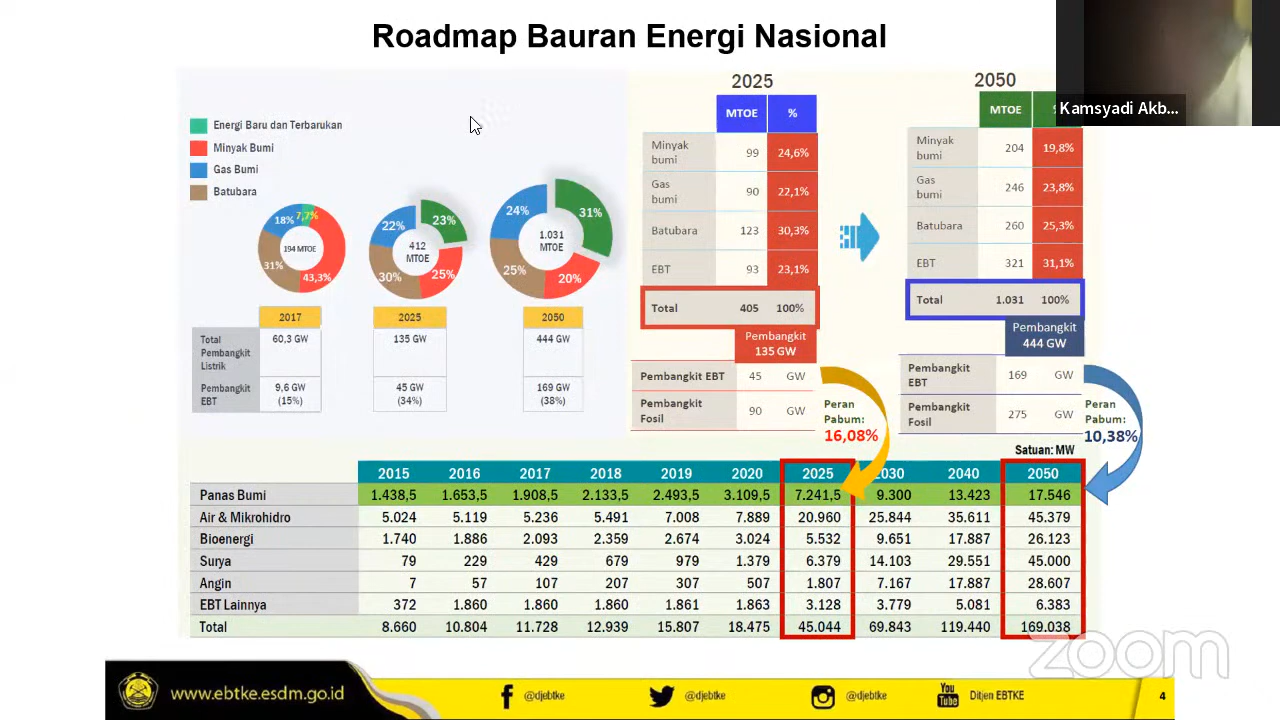 Roadmap Bauran Energi Nasional
Kamsyadi Akb...
Energi Baru dan Terbarukan
Minyak Bumi
Gas Bumi
Batubara
18% 7,7%
194 MTOE
31%
43,3%
22% 23%
412
MTOE
30% 25%
24% 31%
1.031
MTOE
25% 20%
2017 2025 2050
Total
Pembangkit
Listrik
60,3 GW 135 GW 444 GW
Pembangkit
EBT
9,6 GW
(15%)
45 GW
(34%)
169 GW
(38%)
2025
MTOE %
Minyak
bumi 99 24,6%
Gas
bumi 90 22,1%
Batubara 123 30,3%
EBT 93 23,1%
Total 405 100%
Pembangkit
135 GW
Pembangkit EBT 45 GW
Pembangkit
Fosil 90 GW
Peran
Pabum:
16,08%
2050
MTOE
Minyak
bumi 204 19,8%
Gas
bumi 246 23,8%
Batubara 260 25,3%
EBT 321 31,1%
Total 1.031 100%
Pembangkit
444 GW
Pembangkit
EBT 169 GW
Pembangkit
Fosil 275 GW
Peran
Pabum:
10,38%
Satuan: MW
2015 2016 2017 2018 2019 2020 2025 2030 2040 2050
Panas Bumi 1.438,5 1.653,5 1.908,5 2.133,5 2.493,5 3.109,5 7.241,5 9.300 13.423 17.546
Air & Mikrohidro 5.024 5.119 5.236 5.491 7.008 7.889 20.960 25.844 35.611 45.379
Bioenergi 1.740 1.886 2.093 2.359 2.674 3.024 5.532 9.651 17.887 26.123
Surya 79 229 429 679 979 1.379 6.379 14.103 29.551 45.000
Angin 7 57 107 207 307 507 1.807 7.167 17.887 28.607
EBT Lainnya 372 1.860 1.860 1.860 1.861 1.863 3.128 3.779 5.081 6.383
Total 8.660 10.804 11.728 12.939 15.807 18.475 45.044 69.843 119.440 169.038
zoom
www.ebtke.esdm.go.id
@djebtke
@djebtke
@djebtke
You
Tube
Ditjen EBTKE
4